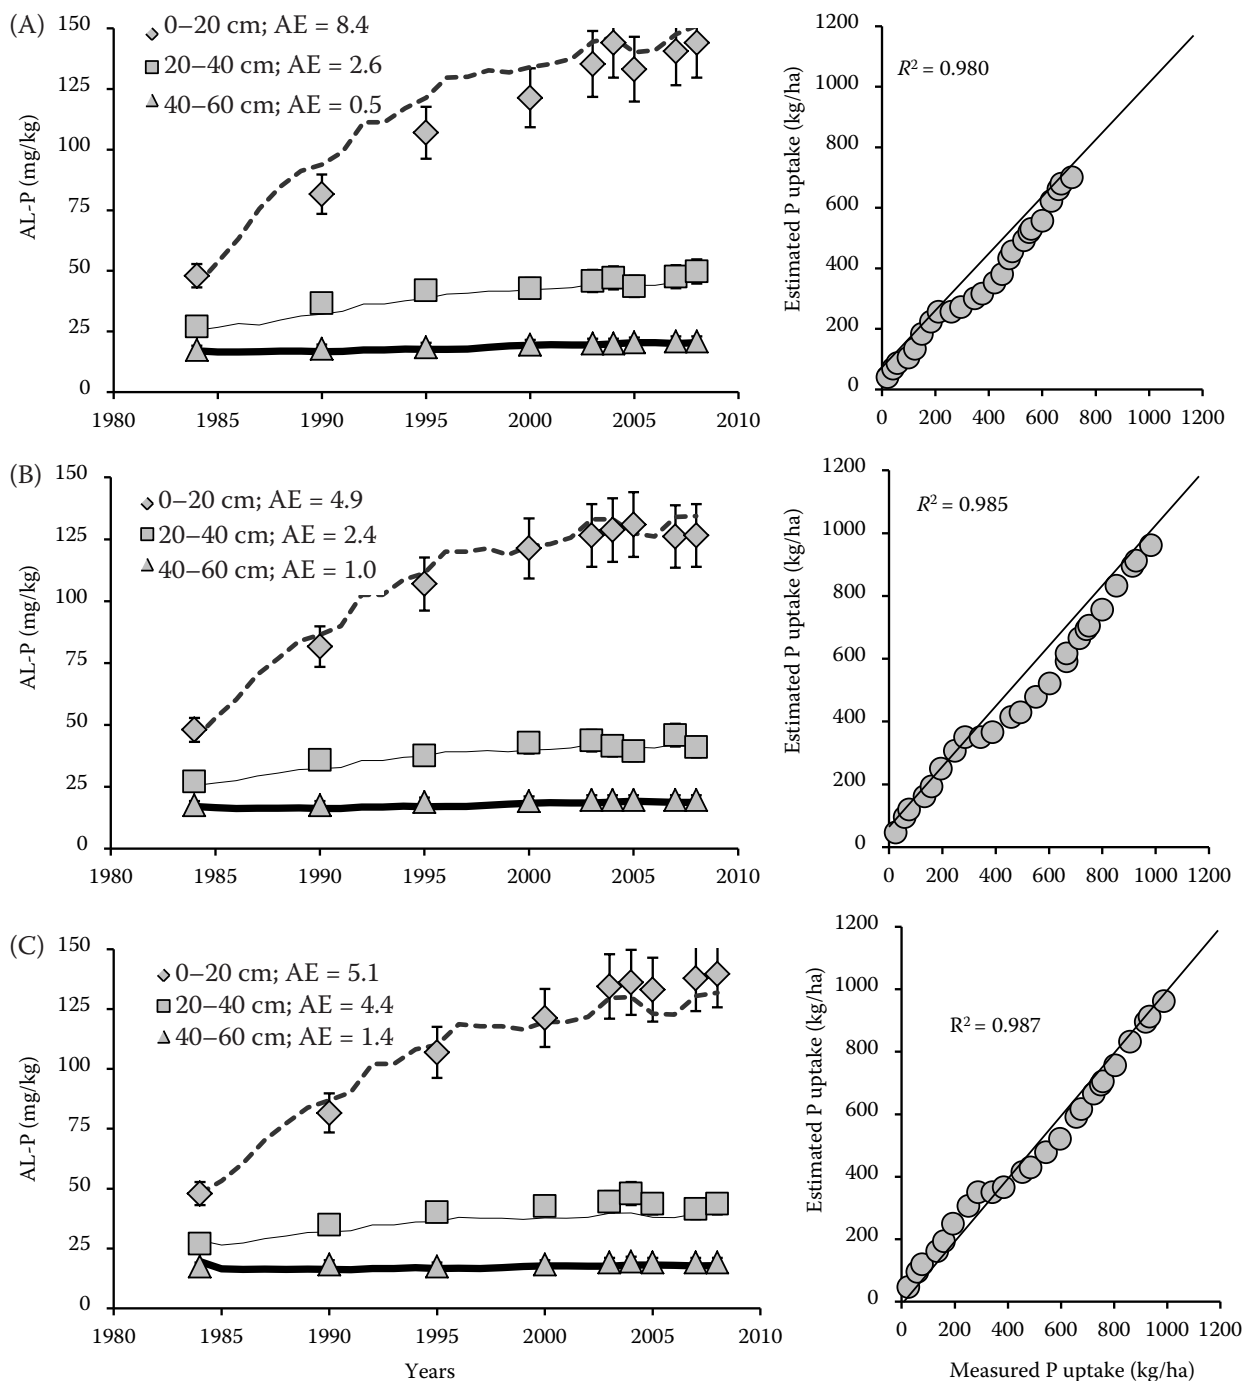 (A)
0–20 cm; AE = 8.4
20–40 cm; AE = 2.6
40–60 cm; AE = 0.5
AL-P (mg/kg)
150
125
100
75
50
25
0
1980 1985 1990 1995 2000 2005 2010
R² = 0.980
Estimated P uptake (kg/ha)
1200
1000
800
600
400
200
0
0 200 400 600 800 1000 1200
(B)
0–20 cm; AE = 4.9
20–40 cm; AE = 2.4
40–60 cm; AE = 1.0
AL-P (mg/kg)
150
125
100
75
50
25
0
1980 1985 1990 1995 2000 2005 2010
R² = 0.985
Estimated P uptake (kg/ha)
1200
1000
800
600
400
200
0
0 200 400 600 800 1000 1200
(C)
0–20 cm; AE = 5.1
20–40 cm; AE = 4.4
40–60 cm; AE = 1.4
AL-P (mg/kg)
150
125
100
75
50
25
0
1980 1985 1990 1995 2000 2005 2010
Years
R² = 0.987
Estimated P uptake (kg/ha)
1200
1000
800
600
400
200
0
0 200 400 600 800 1000 1200
Measured P uptake (kg/ha)